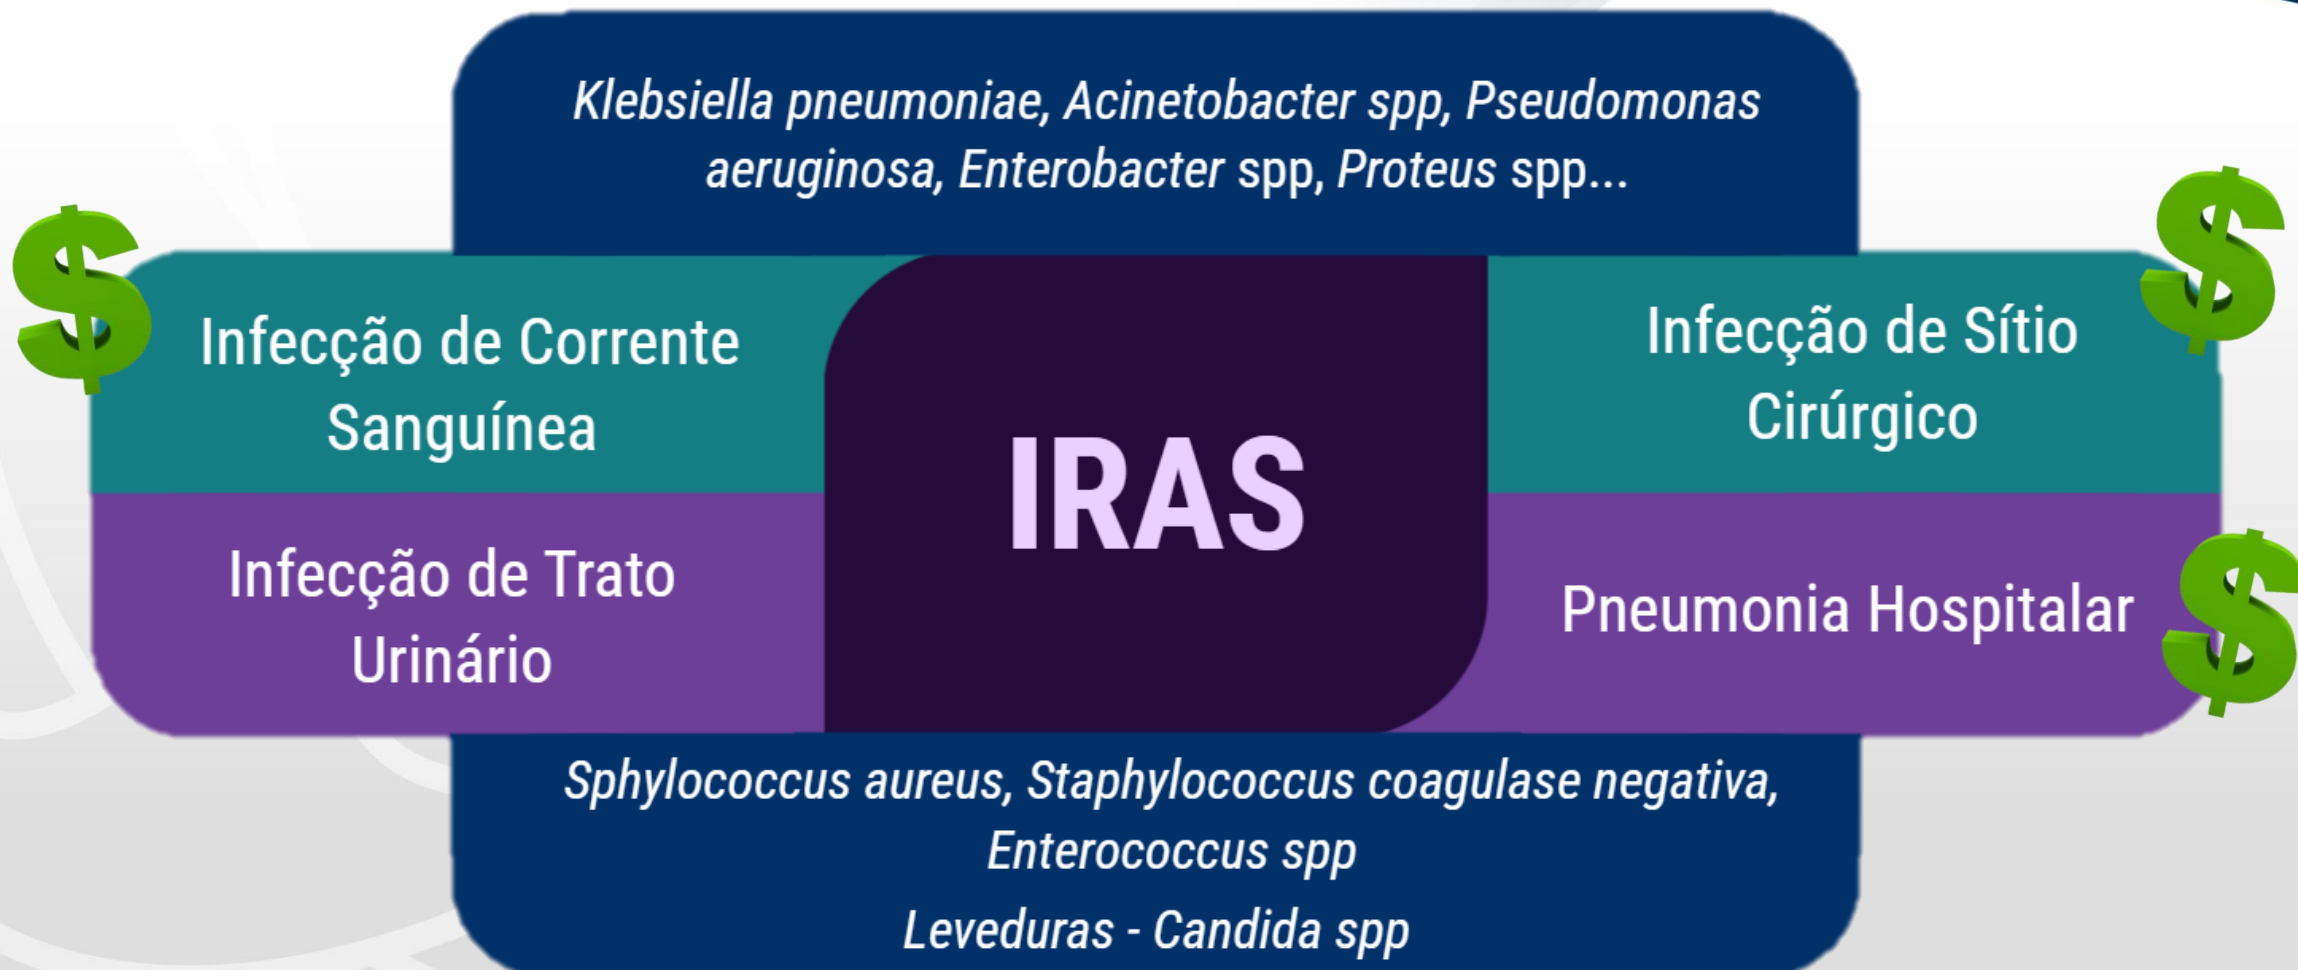 Klebsiella pneumoniae, Acinetobacter spp, Pseudomonas
aeruginosa, Enterobacter spp, Proteus spp...
$
Infecção de Corrente
Sanguínea
$
Infecção de Sítio
Cirúrgico
IRAS
Infecção de Trato
Urinário
Pneumonia Hospitalar
$
Sphylococcus aureus, Staphylococcus coagulase negativa,
Enterococcus spp
Leveduras - Candida spp